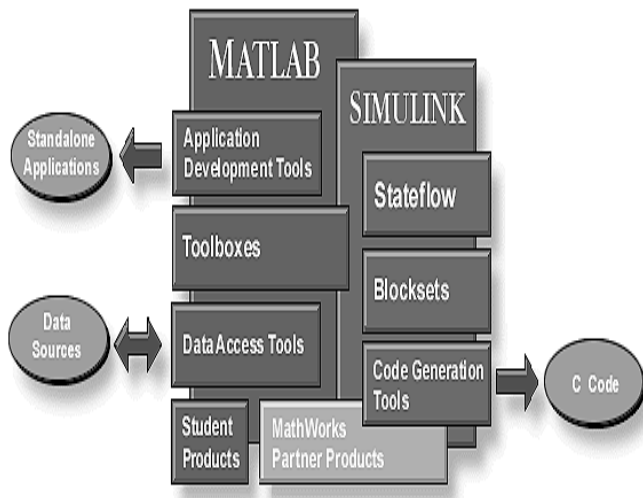 MATLAB
SIMULINK
Standalone
Applications
Application
Development Tools
Stateflow
Toolboxes
Blocksets
Data
Sources
Data Access Tools
Code Generation
Tools
C Code
Student
Products
MathWorks
Partner Products